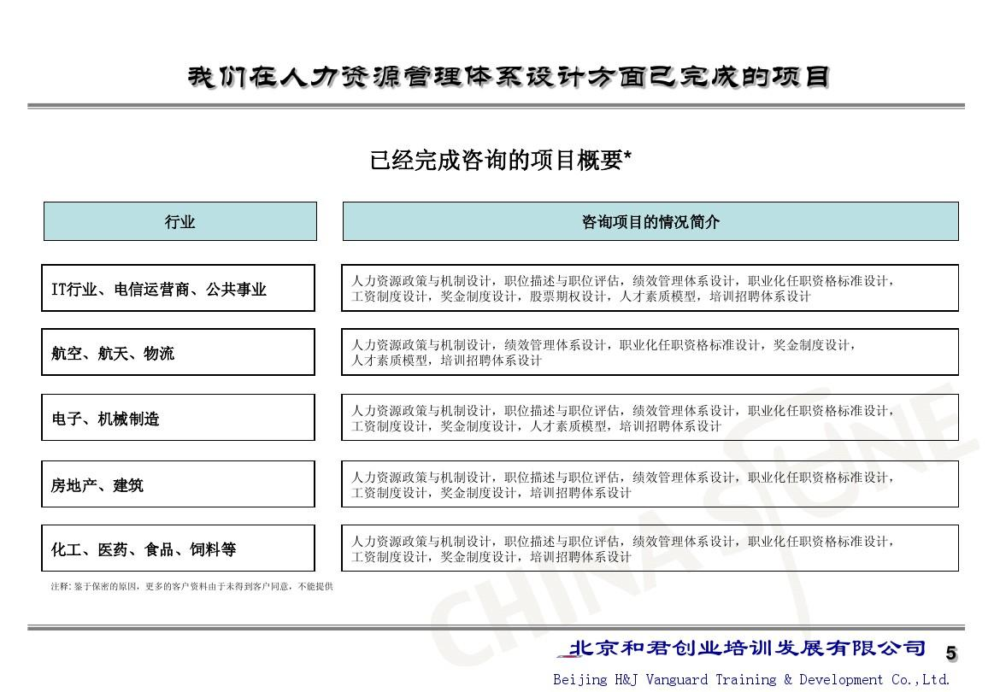 我们在人力资源管理体系设计方面已完成的项目
已经完成咨询的项目概要*
行业
咨询项目的情况简介
IT行业、电信运营商、公共事业
人力资源政策与机制设计，职位描述与职位评估，绩效管理体系设计，职业化任职资格标准设计，
工资制度设计，奖金制度设计，股票期权设计，人才素质模型，培训招聘体系设计
航空、航天、物流
人力资源政策与机制设计，绩效管理体系设计，职业化任职资格标准设计，奖金制度设计，
人才素质模型，培训招聘体系设计
电子、机械制造
人力资源政策与机制设计，职位描述与职位评估，绩效管理体系设计，职业化任职资格标准设计，
工资制度设计，奖金制度设计，人才素质模型，培训招聘体系设计
房地产、建筑
人力资源政策与机制设计，职位描述与职位评估，绩效管理体系设计，职业化任职资格标准设计，
工资制度设计，奖金制度设计，培训招聘体系设计
化工、医药、食品、饲料等
人力资源政策与机制设计，职位描述与职位评估，绩效管理体系设计，职业化任职资格标准设计，
工资制度设计，奖金制度设计，培训招聘体系设计
注释: 鉴于保密的原因，更多的客户资料由于未得到客户同意，不能提供
CHINA STONE
北京和君创业培训发展有限公司
5
Beijing H&J Vanguard Training & Development Co.,Ltd.